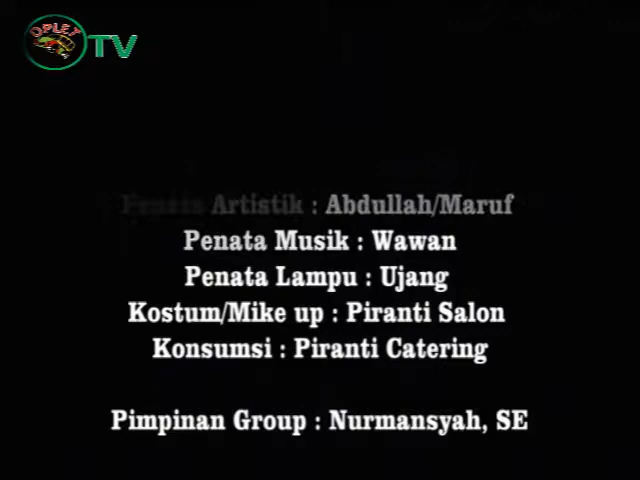 OPLET TV
Penata Artistik : Abdullah/Maruf
Penata Musik : Wawan
Penata Lampu : Ujang
Kostum/Mike up : Piranti Salon
Konsumsi : Piranti Catering
Pimpinan Group : Nurmansyah, SE